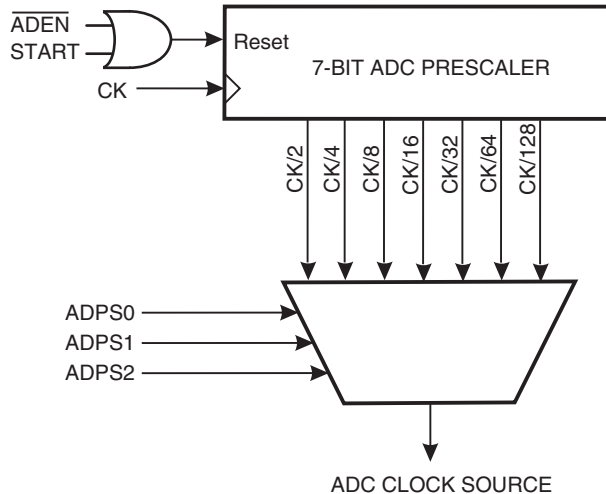 ADEN
START
Reset
7-BIT ADC PRESCALER
CK
CK/2
CK/4
CK/8
CK/16
CK/32
CK/64
CK/128
ADPS0
ADPS1
ADPS2
ADC CLOCK SOURCE